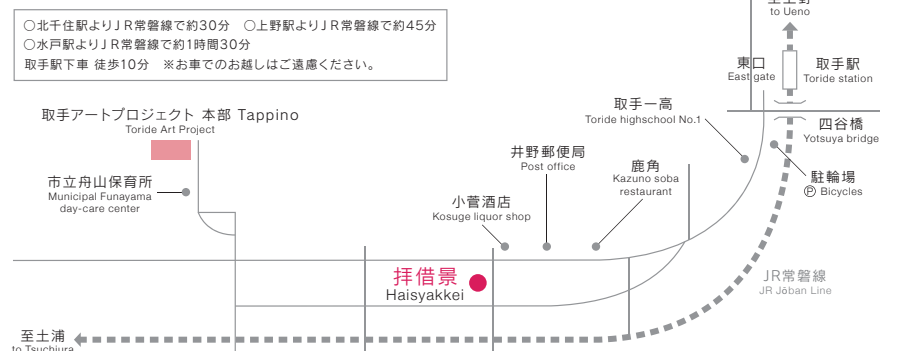 ○北千住駅よりJR常磐線で約30分　○上野駅よりJR常磐線で約45分
○水戸駅よりJR常磐線で約1時間30分
取手駅下車 徒歩10分　※お車でのお越しはご遠慮ください。
to Ueno
東口
East gate
取手駅
Toride station
取手アートプロジェクト 本部 Tappino
Toride Art Project
取手一高
Toride highschool No.1
四谷橋
Yotsuya bridge
井野郵便局
Post office
鹿角
Kazuno soba
restaurant
駐輪場
Ⓟ Bicycles
市立舟山保育所
Municipal Funayama
day-care center
小菅酒店
Kosuge liquor shop
拝借景
Haisyakkei
JR常磐線
JR Jōban Line
至土浦
to Tsuchiura